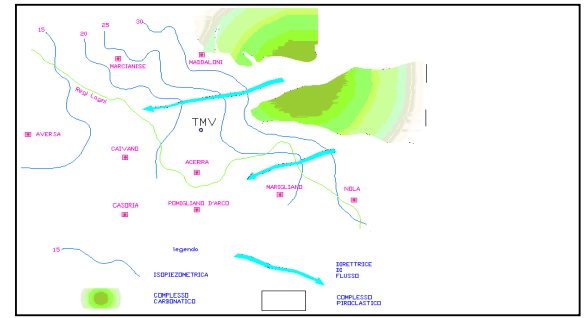 30
25
15
20
MADDALONI
MARCIANISE
Regi Lagni
TMV
AVERSA
CAIVANO
ACERRA
MARIGLIANO
NOLA
CASORIA
POMIGLIANO D'ARCO
legenda
15
ISOPIEZOMETRICA
DIRETTRICE
DI
FLUSSO
COMPLESSO
CARBONATICO
COMPLESSO
PIROCLASTICO